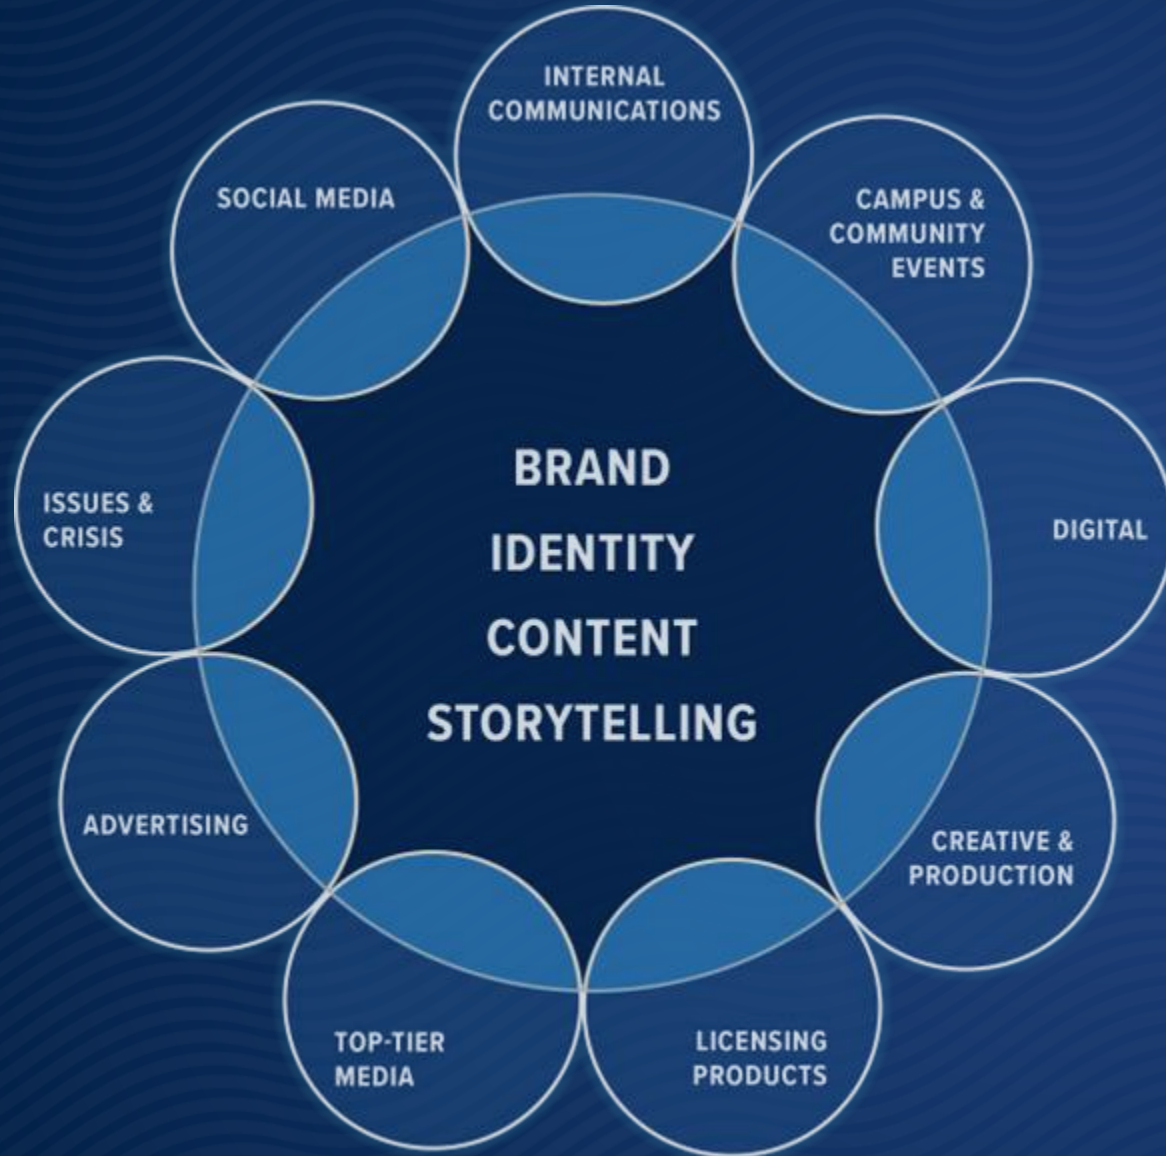 INTERNAL
COMMUNICATIONS
SOCIAL MEDIA
CAMPUS &
COMMUNITY
EVENTS
ISSUES &
CRISIS
BRAND
IDENTITY
CONTENT
STORYTELLING
DIGITAL
ADVERTISING
CREATIVE &
PRODUCTION
TOP-TIER
MEDIA
LICENSING
PRODUCTS